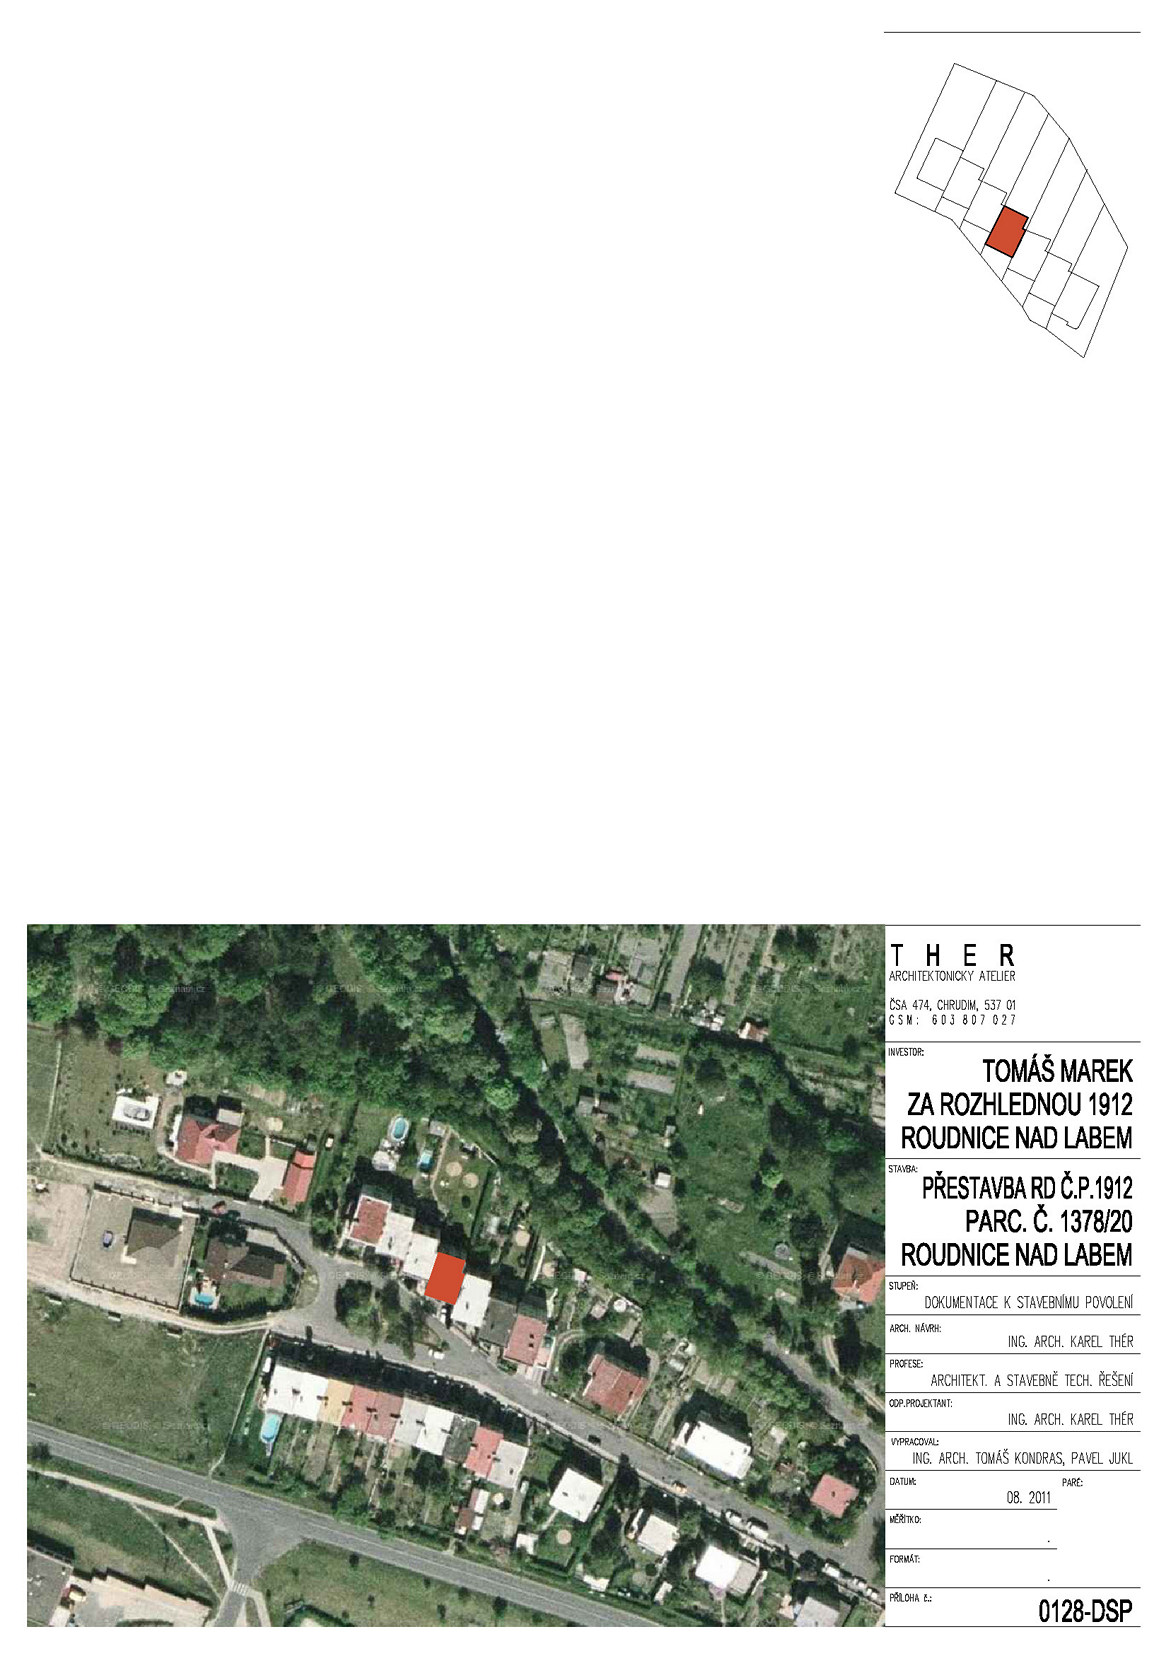 T H E R
ARCHITEKTONICKÝ ATELIER
ČSA 474, CHRUDIM, 537 01
GSM: 603 807 027
INVESTOR:
TOMÁŠ MAREK
ZA ROZHLEDNOU 1912
ROUDNICE NAD LABEM
STAVBA:
PŘESTAVBA RD Č.P.1912
PARC. Č. 1378/20
ROUDNICE NAD LABEM
STUPEŇ:
DOKUMENTACE K STAVEBNÍMU POVOLENÍ
ARCH. NÁVRH:
ING. ARCH. KAREL THÉR
PROFESE:
ARCHITEKT. A STAVEBNĚ TECH. ŘEŠENÍ
ODP.PROJEKTANT:
ING. ARCH. KAREL THÉR
VYPRACOVAL:
ING. ARCH. TOMÁŠ KONDRAS, PAVEL JUKL
DATUM: PARÉ:
08. 2011
MĚŘÍTKO:
.
FORMÁT:
.
PŘÍLOHA č.:
0128-DSP